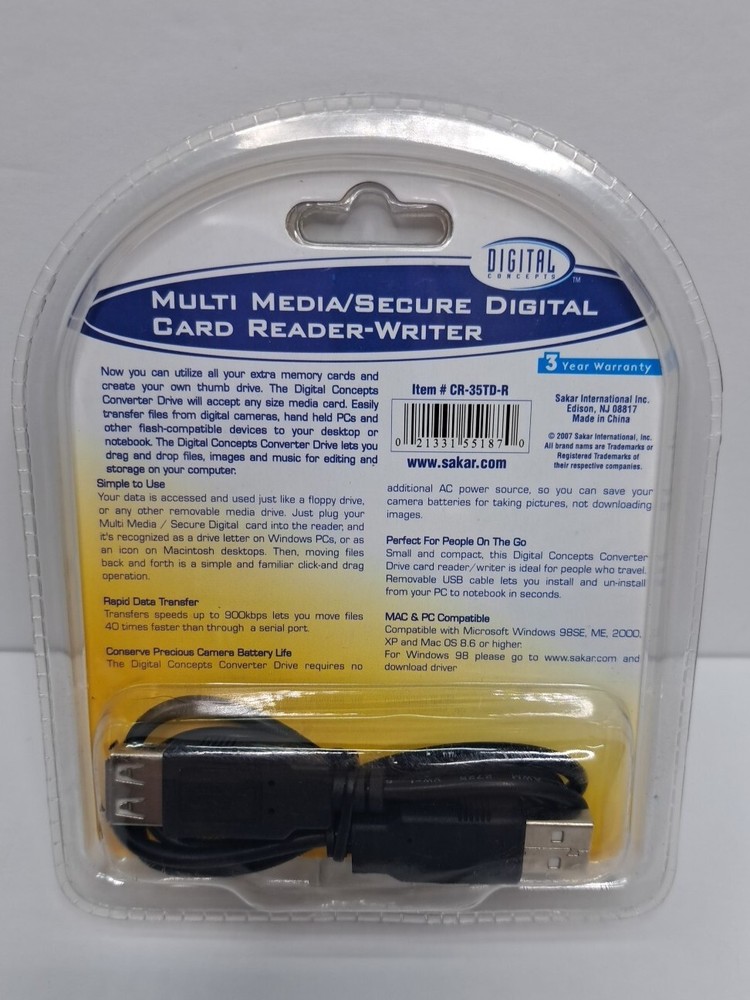 DIGITAL
CONCEPTS
TM
MULTI MEDIA/SECURE DIGITAL
CARD READER-WRITER
3 Year Warranty
Now you can utilize all your extra memory cards and
create your own thumb drive. The Digital Concepts
Converter Drive will accept any size media card. Easily
transfer files from digital cameras, hand held PCs and
other flash-compatible devices to your desktop or
notebook. The Digital Concepts Converter Drive lets you
drag and drop files, images and music for editing and
storage on your computer.
Item # CR-35TD-R
0 21331 55187 0
www.sakar.com
Sakar International Inc.
Edison, NJ 08817
Made in China
© 2007 Sakar International, Inc.
All brand names are Trademarks or
Registered Trademarks of
their respective companies.
Simple to Use
Your data is accessed and used just like a floppy drive,
or any other removable media drive. Just plug your
Multi Media / Secure Digital card into the reader, and
it's recognized as a drive letter on Windows PCs, or as
an icon on Macintosh desktops. Then, moving files
back and forth is a simple and familiar click-and drag
operation.
Rapid Data Transfer
Transfers speeds up to 900kbps lets you move files
40 times faster than through a serial port.
Conserve Precious Camera Battery Life
The Digital Concepts Converter Drive requires no
additional AC power source, so you can save your
camera batteries for taking pictures, not downloading
images.
Perfect For People On The Go
Small and compact, this Digital Concepts Converter
Drive card reader/writer is ideal for people who travel.
Removable USB cable lets you install and un-install
from your PC to notebook in seconds.
MAC & PC Compatible
Compatible with Microsoft Windows 98SE, ME, 2000,
XP and Mac OS 8.6 or higher.
For Windows 98 please go to www.sakar.com and
download driver